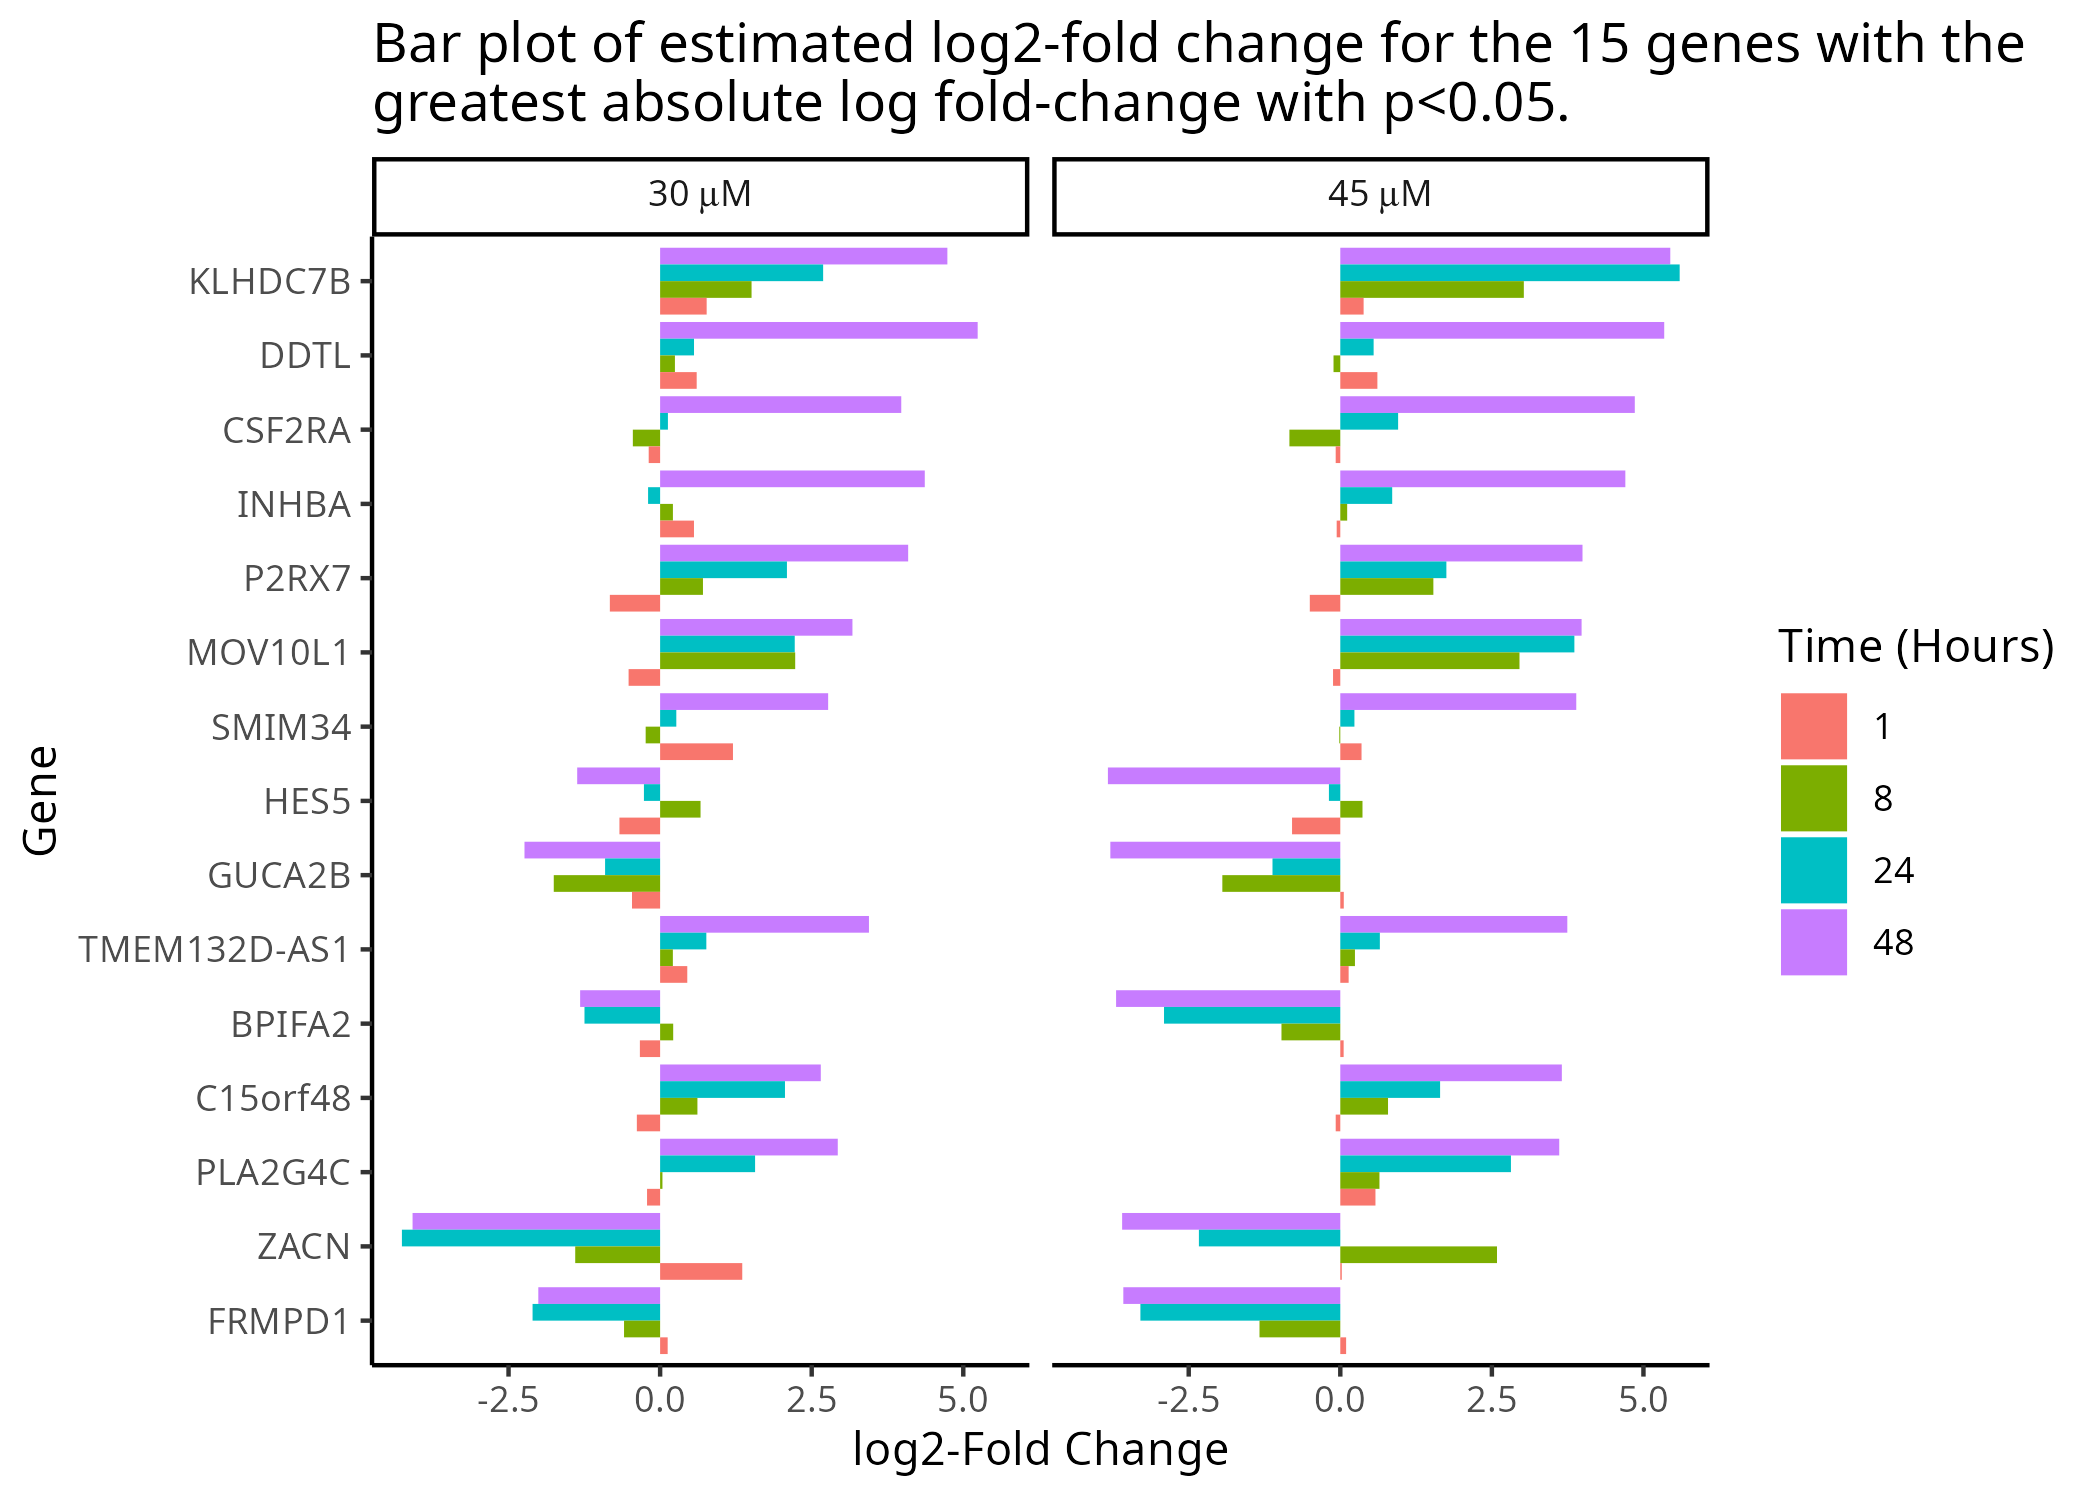 Bar plot of estimated log2-fold change for the 15 genes with the
greatest absolute log fold-change with p<0.05.
30 μM
45 μM
KLHDC7B
DDTL
CSF2RA
INHBA
P2RX7
MOV10L1
SMIM34
HES5
GUCA2B
TMEM132D-AS1
BPIFA2
C15orf48
PLA2G4C
ZACN
FRMPD1
Gene
-2.5 0.0 2.5 5.0
-2.5 0.0 2.5 5.0
log2-Fold Change
Time (Hours)
1
8
24
48